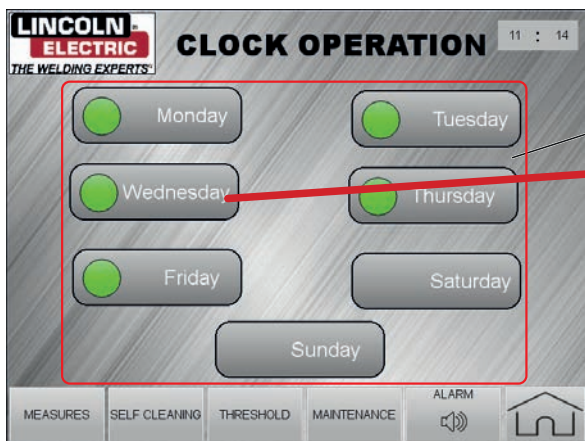 LINCOLN
ELECTRIC
THE WELDING EXPERTS
CLOCK OPERATION
11 : 14
Monday
Tuesday
Wednesday
Thursday
Friday
Saturday
Sunday
MEASURES
SELF CLEANING
THRESHOLD
MAINTENANCE
ALARM